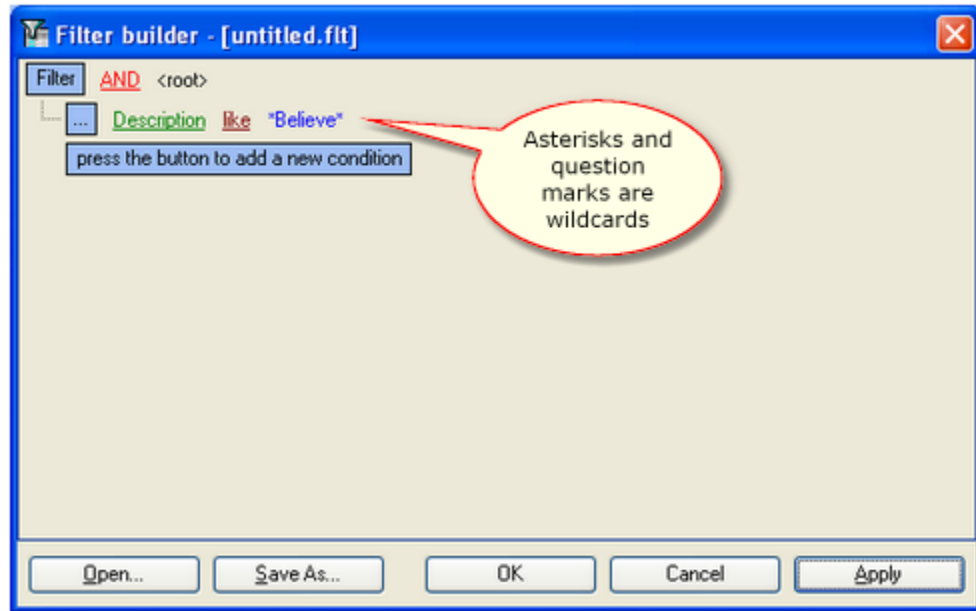 Filter builder - [untitled.flt]
Filter AND <root>
... Description like *Believe*
press the button to add a new condition
Asterisks and
question
marks are
wildcards
Open... Save As... OK Cancel Apply